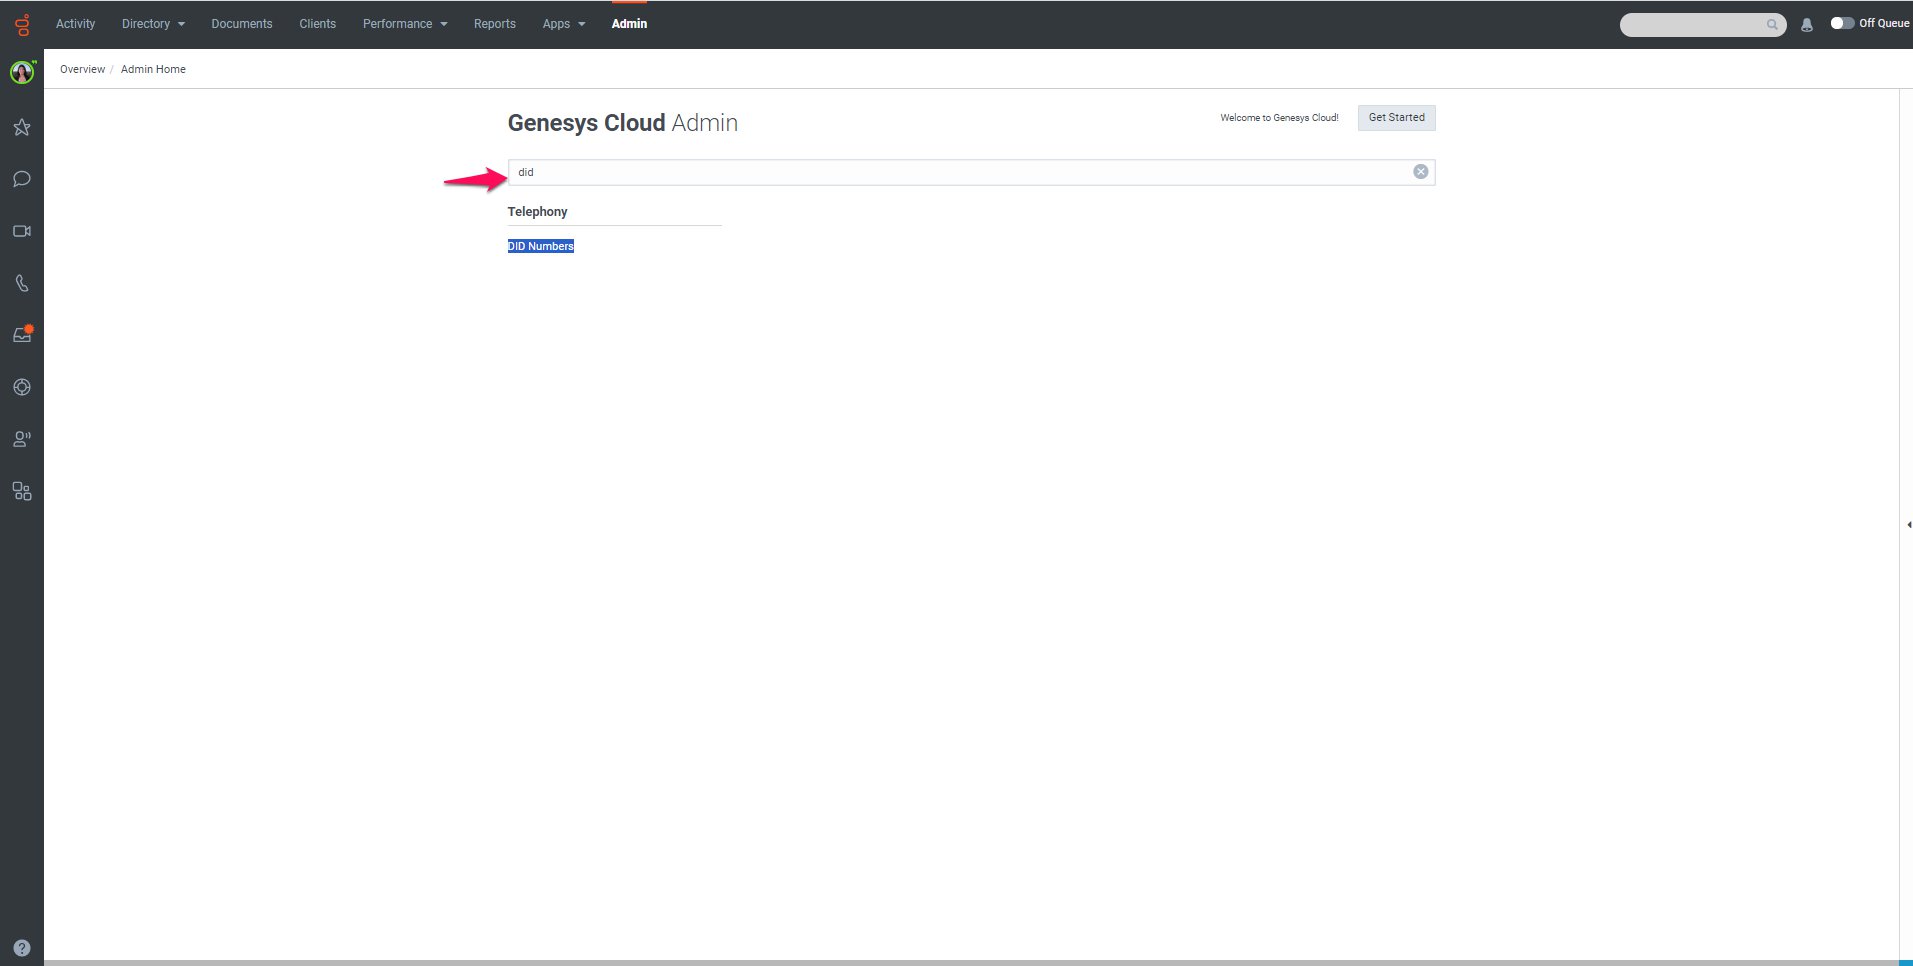 Activity Directory Documents Clients Performance Reports Apps Admin Off Queue
Overview / Admin Home
Genesys Cloud Admin
Welcome to Genesys Cloud! Get Started
did
Telephony
DID Numbers